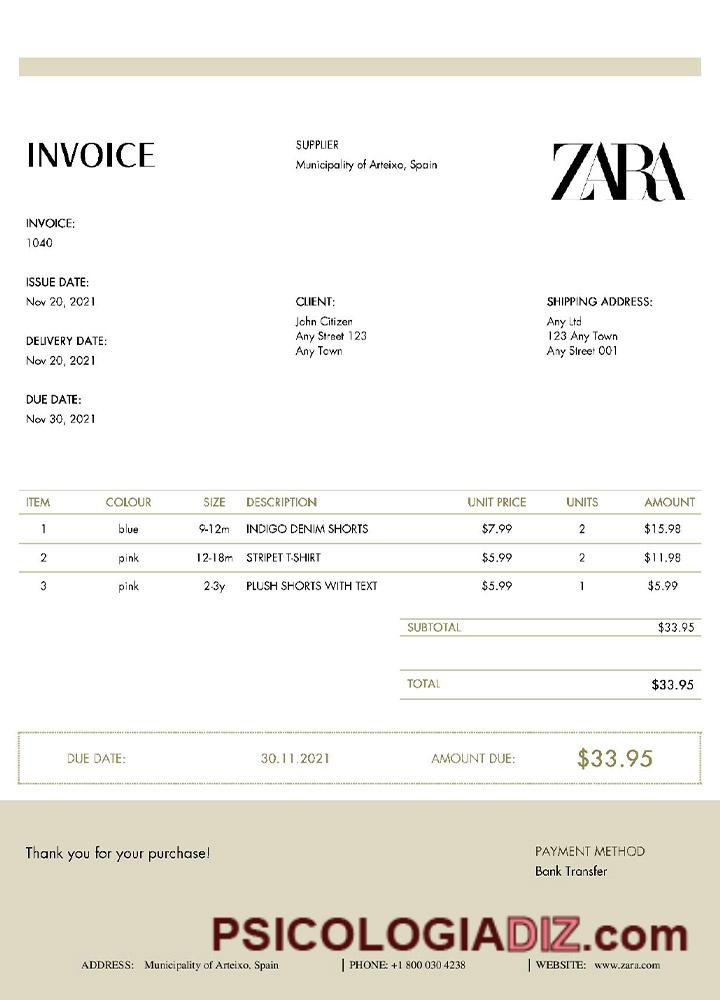 INVOICE
SUPPLIER
Municipality of Arteixo, Spain
ZARA
INVOICE:
1040
ISSUE DATE:
Nov 20, 2021
DELIVERY DATE:
Nov 20, 2021
DUE DATE:
Nov 30, 2021
CLIENT:
John Citizen
Any Street 123
Any Town
SHIPPING ADDRESS:
Any Ltd
123 Any Town
Any Street 001
ITEM COLOUR SIZE DESCRIPTION UNIT PRICE UNITS AMOUNT
1 blue 9-12m INDIGO DENIM SHORTS $7.99 2 $15.98
2 pink 12-18m STRIPET T-SHIRT $5.99 2 $11.98
3 pink 2-3y PLUSH SHORTS WITH TEXT $5.99 1 $5.99
SUBTOTAL $33.95
TOTAL $33.95
DUE DATE: 30.11.2021 AMOUNT DUE: $33.95
Thank you for your purchase!
PAYMENT METHOD
Bank Transfer
PSICOLOGIADIZ.com
ADDRESS: Municipality of Arteixo, Spain | PHONE: +1 800 030 4238 | WEBSITE: www.zara.com